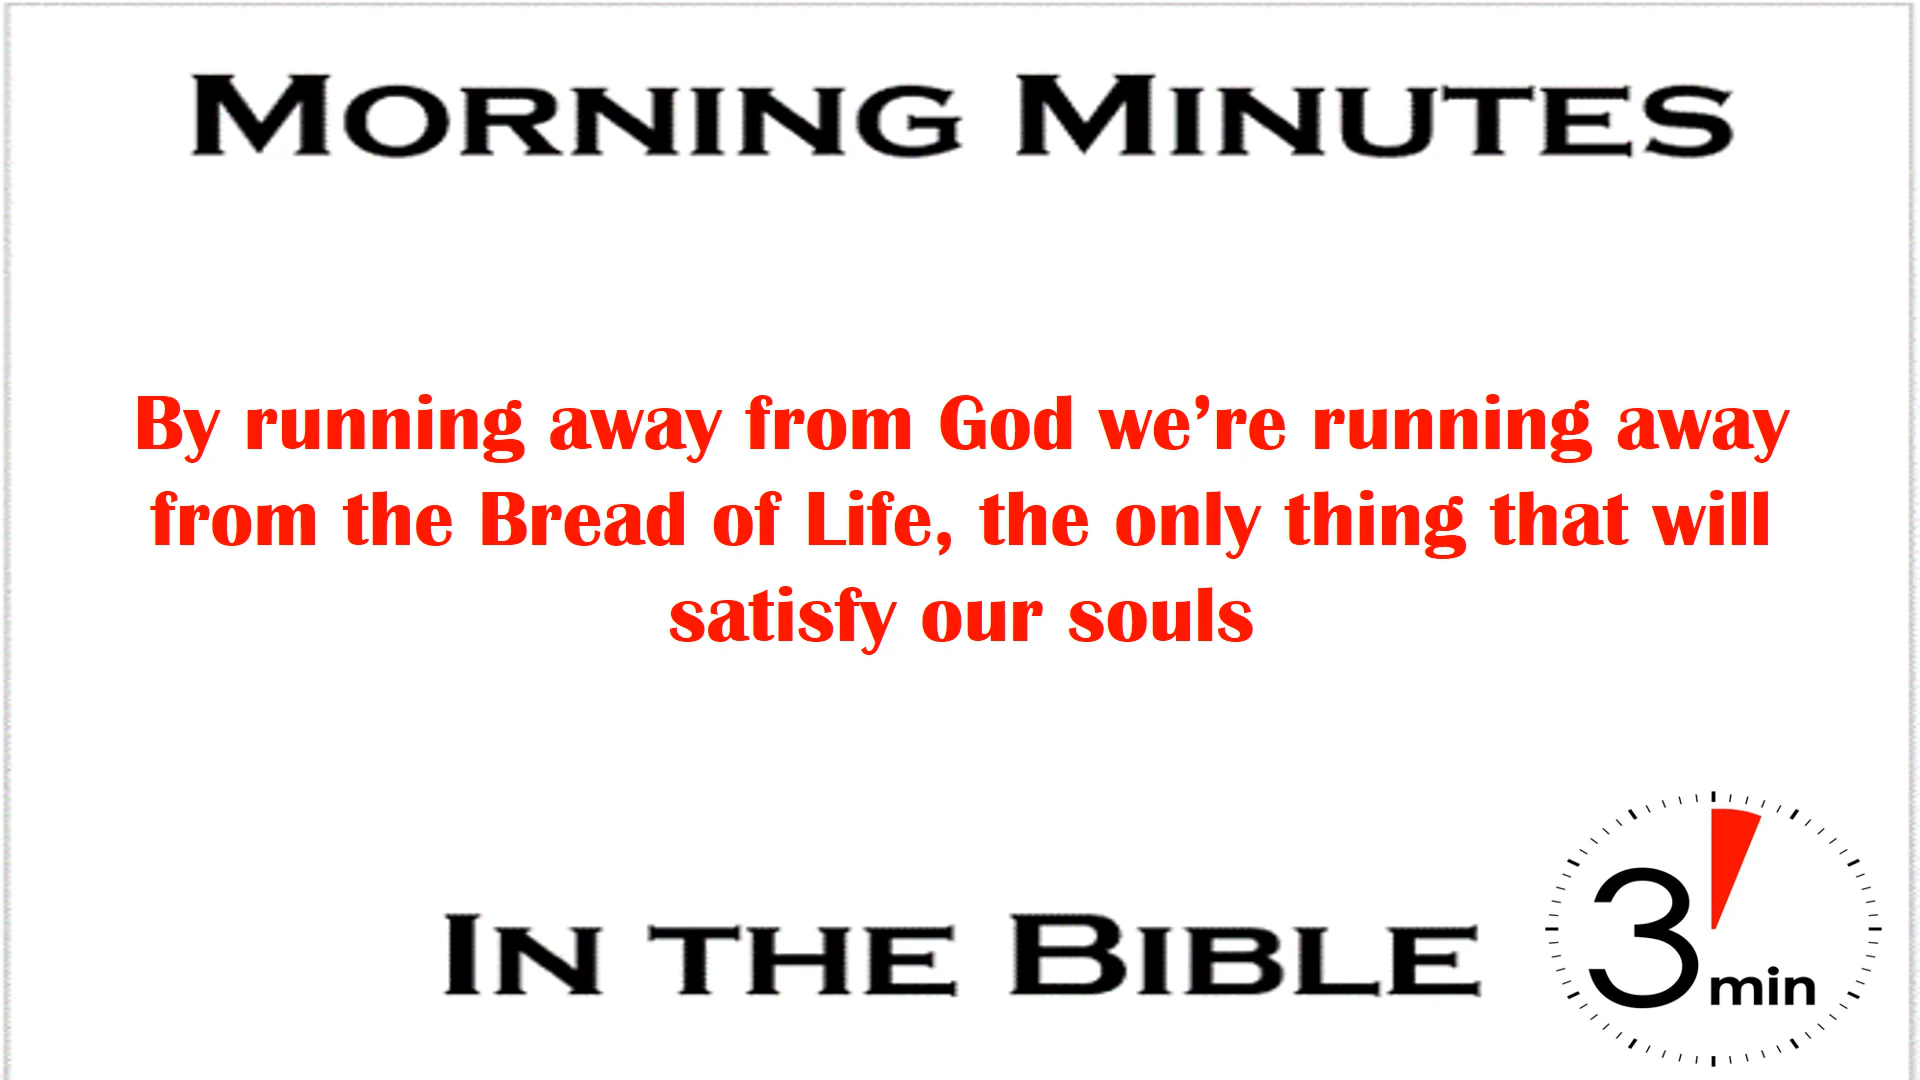 Morning Minutes
By running away from God we’re running away
from the Bread of Life, the only thing that will
satisfy our souls
In the Bible
3 min